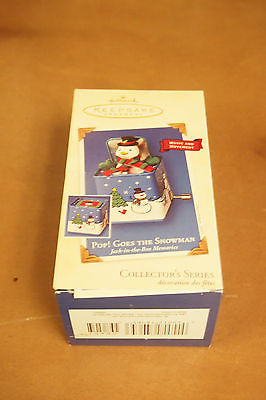 Hallmark
KEEPSAKE
ORNAMENT
MUSIC AND
MOVEMENT
POP! GOES THE SNOWMAN
Jack-in-the-Box Memories
COLLECTOR'S SERIES
décoration des fêtes